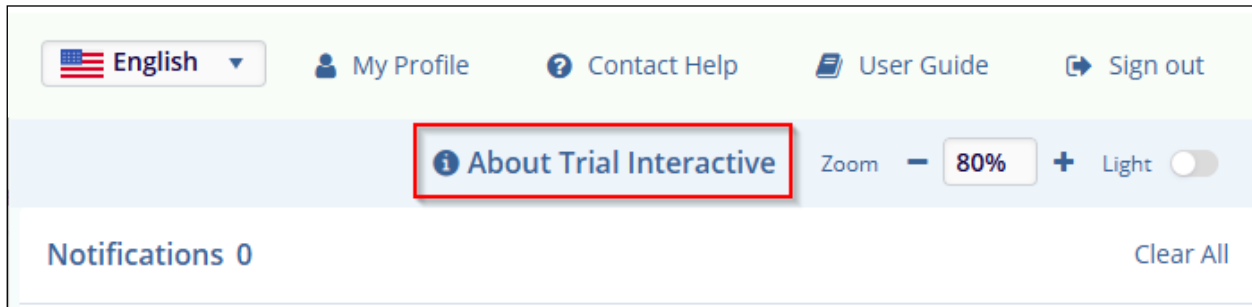 English My Profile Contact Help User Guide Sign out
About Trial Interactive Zoom 80% Light
Notifications 0 Clear All